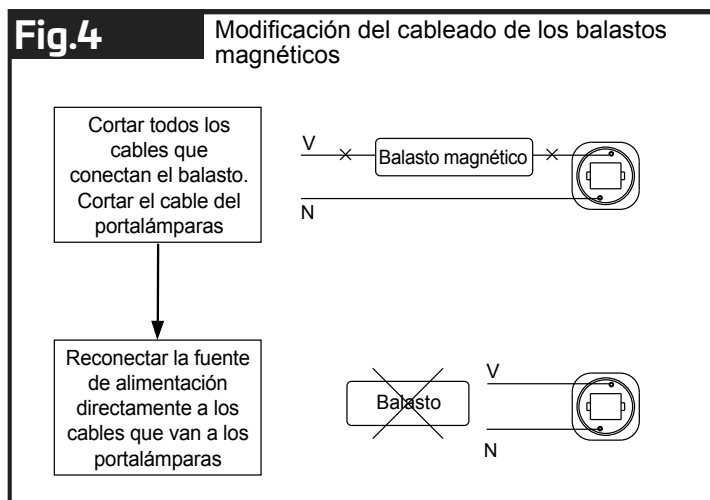 Fig.4
Modificación del cableado de los balastos
magnéticos
Cortar todos los
cables que
conectan el balasto.
Cortar el cable del
portalámparas
V
Balasto magnético
N
Reconectar la fuente
de alimentación
directamente a los
cables que van a los
portalámparas
Balasto
V
N